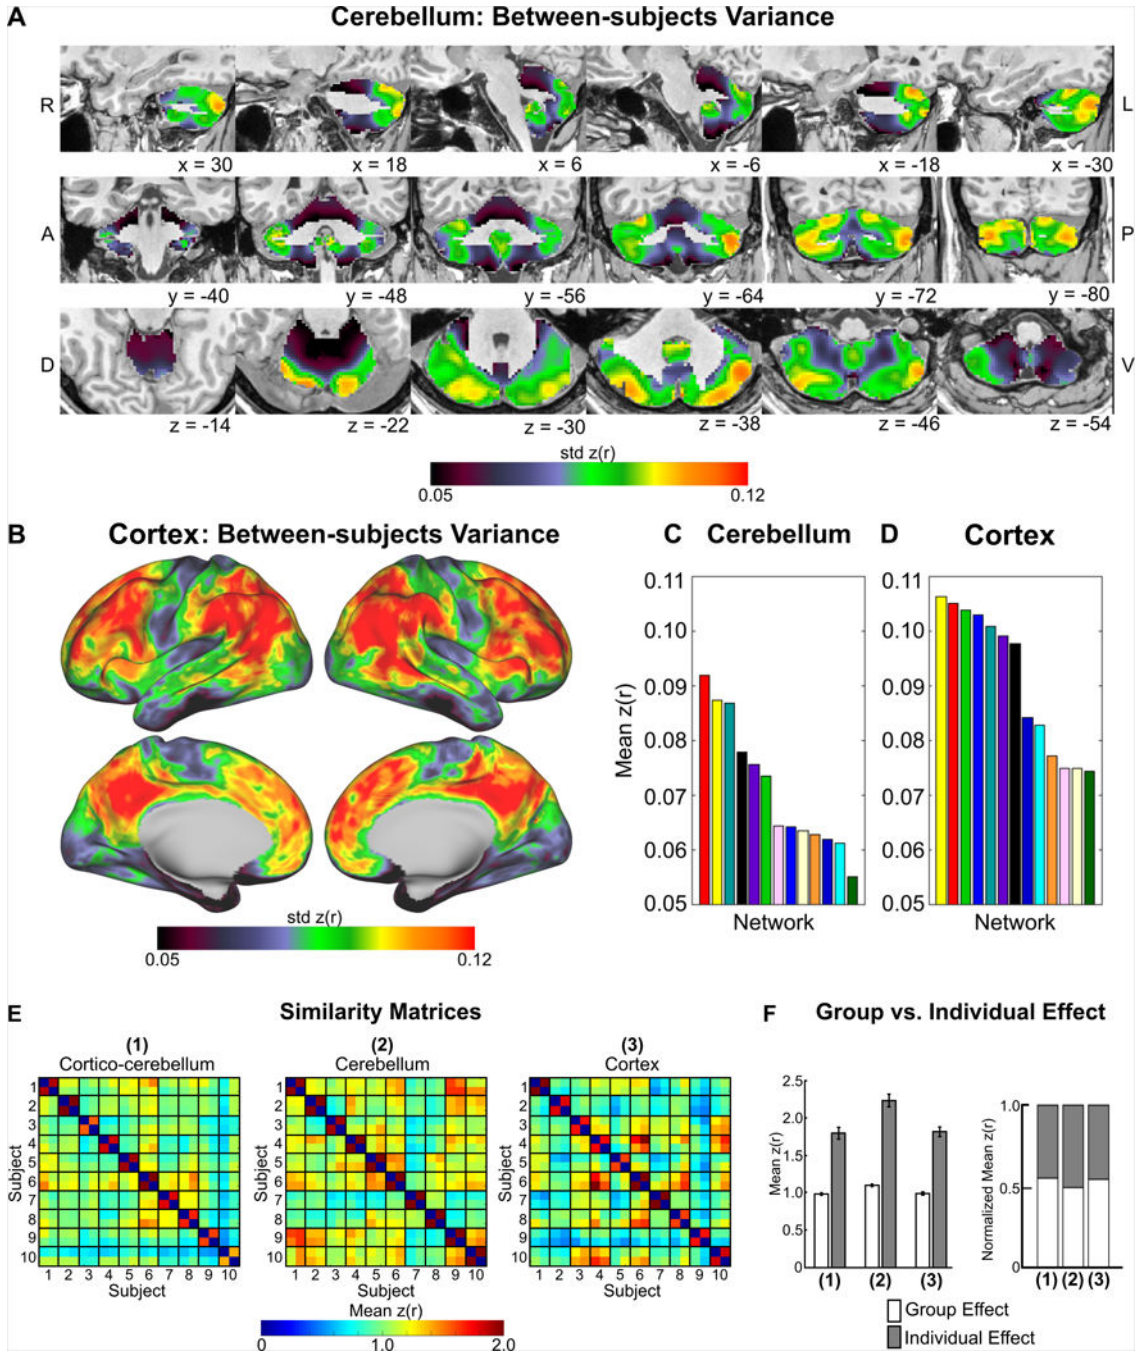 A Cerebellum: Between-subjects Variance
R L
x = 30 x = 18 x = 6 x = -6 x = -18 x = -30
A P
y = -40 y = -48 y = -56 y = -64 y = -72 y = -80
D V
z = -14 z = -22 z = -30 z = -38 z = -46 z = -54
std z(r)
0.05 0.12
B Cortex: Between-subjects Variance
std z(r)
0.05 0.12
C Cerebellum
Mean z(r)
0.11
0.10
0.09
0.08
0.07
0.06
0.05
Network
D Cortex
0.11
0.10
0.09
0.08
0.07
0.06
0.05
Network
E Similarity Matrices
(1) (2) (3)
Cortico-cerebellum Cerebellum Cortex
Subject
1
2
3
4
5
6
7
8
9
10
1 2 3 4 5 6 7 8 9 10
Subject
Subject
1
2
3
4
5
6
7
8
9
10
1 2 3 4 5 6 7 8 9 10
Subject
Subject
1
2
3
4
5
6
7
8
9
10
1 2 3 4 5 6 7 8 9 10
Subject
Mean z(r)
0 1.0 2.0
F Group vs. Individual Effect
Mean z(r)
2.5
2.0
1.5
1.0
0.5
0
(1) (2) (3)
Normalized Mean z(r)
1.0
0.5
0
(1) (2) (3)
Group Effect
Individual Effect